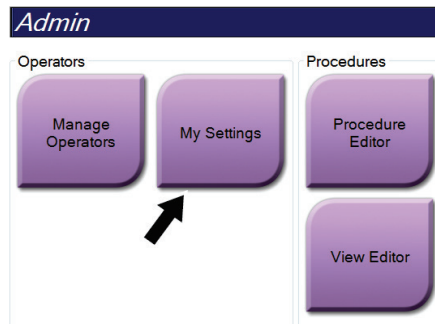 Admin
Operators
Procedures
Manage
Operators
My Settings
Procedure
Editor
View Editor